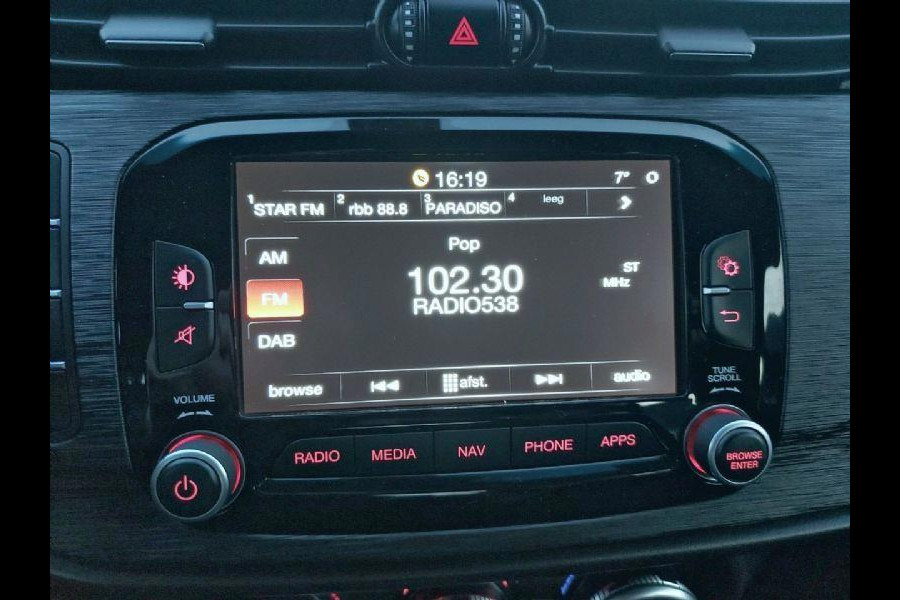 16:19 7°
1 STAR FM 2 rbb 88.8 3 PARADISO 4 leeg
Pop
AM
102.30 ST
MHz
FM RADIO538
DAB
browse afst. audio
TUNE
SCROLL
VOLUME
RADIO MEDIA NAV PHONE APPS
BROWSE
ENTER